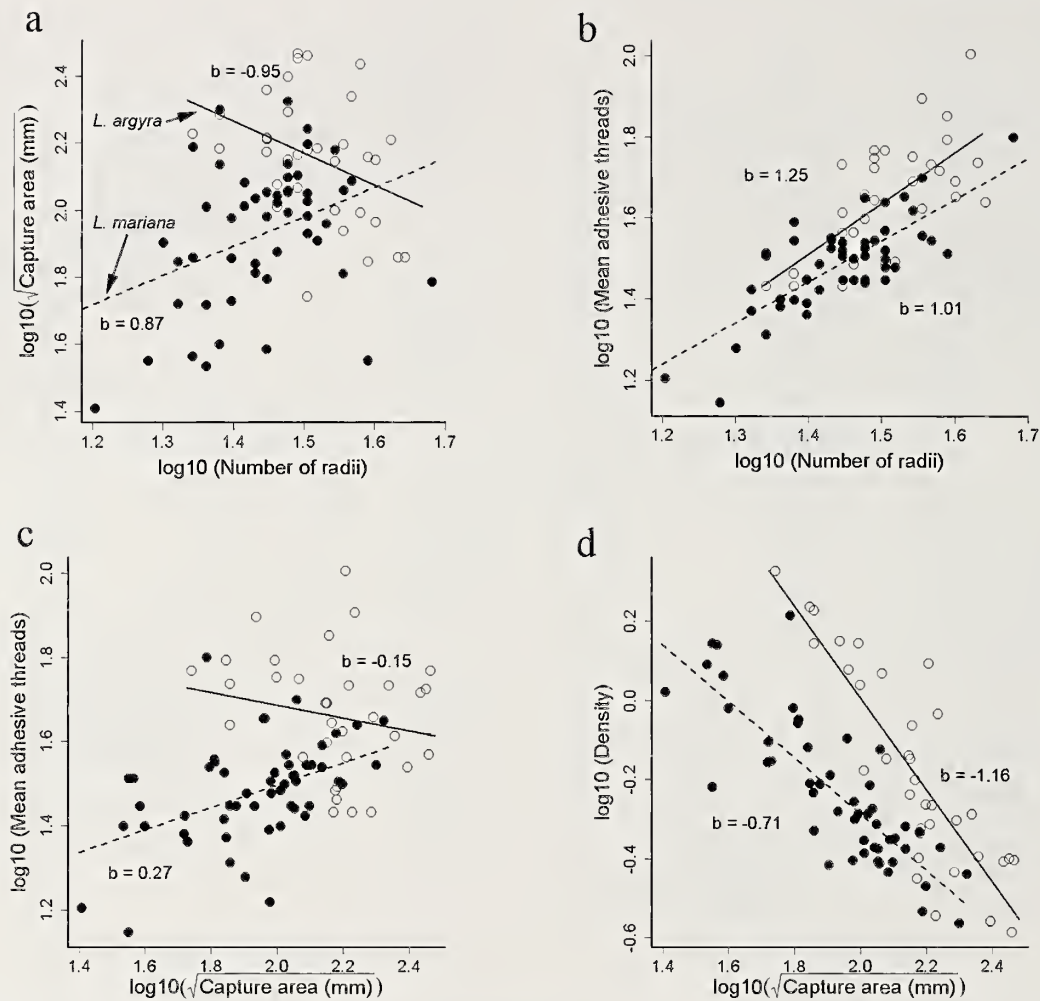 a
log10(√Capture area (mm))
2.4
2.2
2.0
1.8
1.6
1.4
b = -0.95
L. argyra
L. mariana
b = 0.87
1.2 1.3 1.4 1.5 1.6 1.7
log10 (Number of radii)
b
log10 (Mean adhesive threads)
2.0
1.8
1.6
1.4
1.2
b = 1.25
b = 1.01
1.2 1.3 1.4 1.5 1.6 1.7
log10 (Number of radii)
c
log10 (Mean adhesive threads)
2.0
1.8
1.6
1.4
1.2
b = -0.15
b = 0.27
1.4 1.6 1.8 2.0 2.2 2.4
log10(√Capture area (mm))
d
log10 (Density)
0.2
0.0
-0.2
-0.4
-0.6
b = -1.16
b = -0.71
1.4 1.6 1.8 2.0 2.2 2.4
log10(√Capture area (mm))